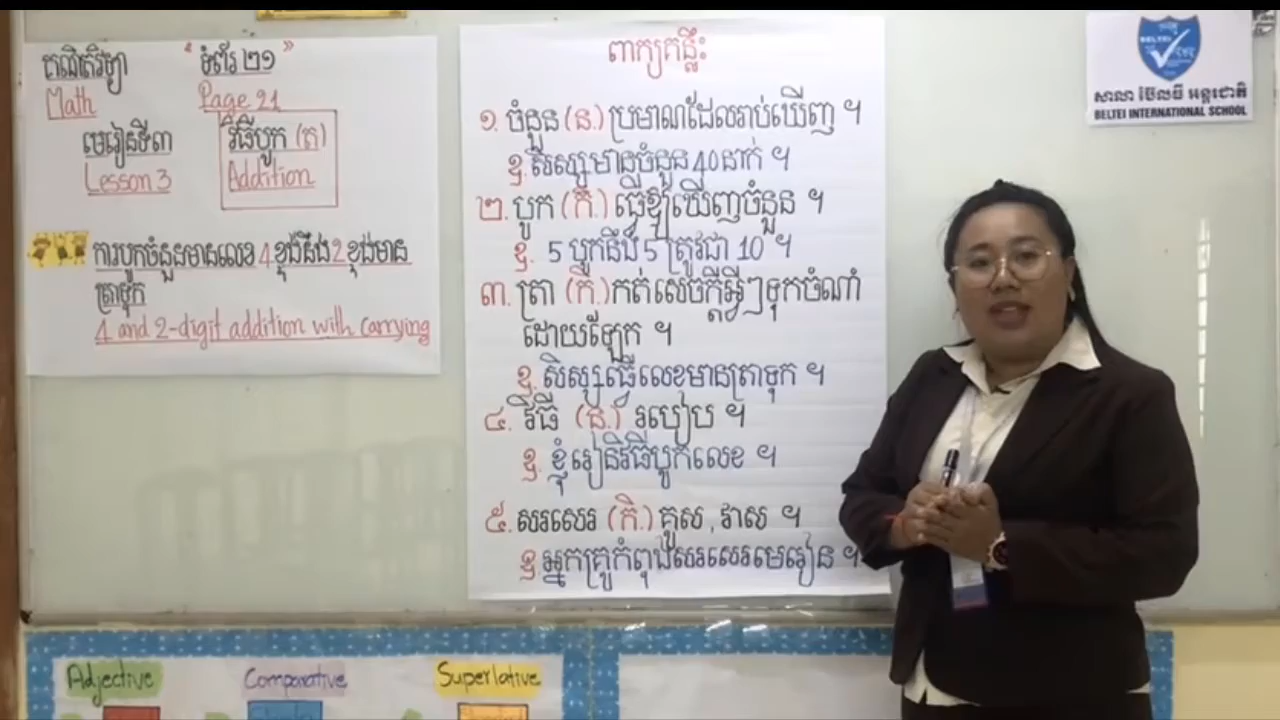 គណិតវិទ្យា "ទំព័រ ២១"
Math Page 21
មេរៀនទី៣ វិធីបូក (ត)
Lesson 3 Addition
ការបូកចំនួនមានលេខ 4 ខ្ទង់នឹង 2 ខ្ទង់មាន
ត្រាទុក
4 and 2-digit addition with carrying
ពាក្យគន្លឹះ
១. ចំនួន (ន.) ប្រមាណដែលរាប់ឃើញ ។
ឧ. សិស្សមានចំនួន 40 នាក់ ។
២. បូក (កិ.) ធ្វើឱ្យឃើញចំនួន ។
ឧ. 5 បូកនឹង 5 ត្រូវជា 10 ។
៣. ត្រា (កិ.) កត់សេចក្ដីអ្វីៗទុកចំណាំ
ដោយឡែក ។
ឧ. សិស្សធ្វើលេខមានត្រាទុក ។
៤. វិធី (ន.) របៀប ។
ឧ. ខ្ញុំរៀនវិធីបូកលេខ ។
៥. សរសេរ (កិ.) គូស , វាស ។
ឧ. អ្នកគ្រូកំពុងសរសេរមេរៀន ។
BELTEI
សាលា ប៊ែលធី អន្តរជាតិ
BELTEI INTERNATIONAL SCHOOL
Adjective Comparative Superlative